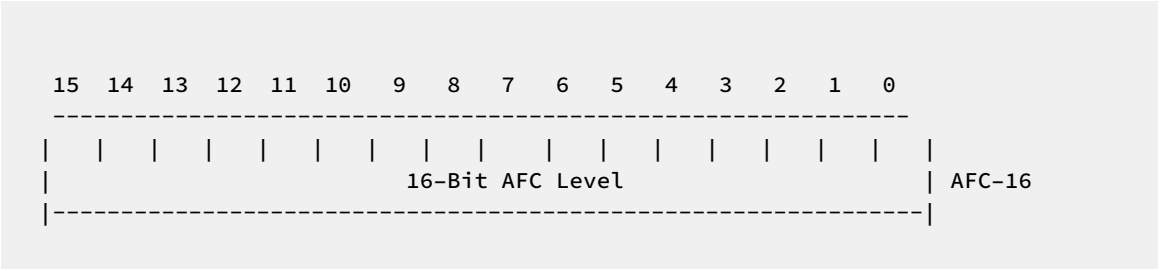 15 14 13 12 11 10 9 8 7 6 5 4 3 2 1 0
---------------------------------------------------------------
| | | | | | | | | | | | | | | | |
| 16-Bit AFC Level | AFC-16
|----------------------------------------------------------------|